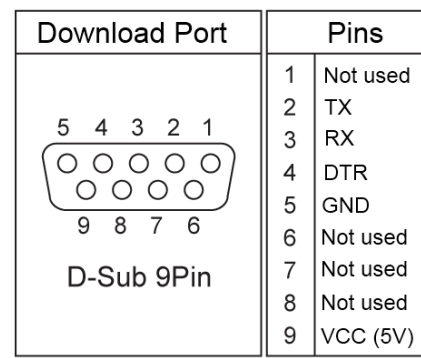 Download Port
Pins
5 4 3 2 1
9 8 7 6
D-Sub 9Pin
1 Not used
2 TX
3 RX
4 DTR
5 GND
6 Not used
7 Not used
8 Not used
9 VCC (5V)